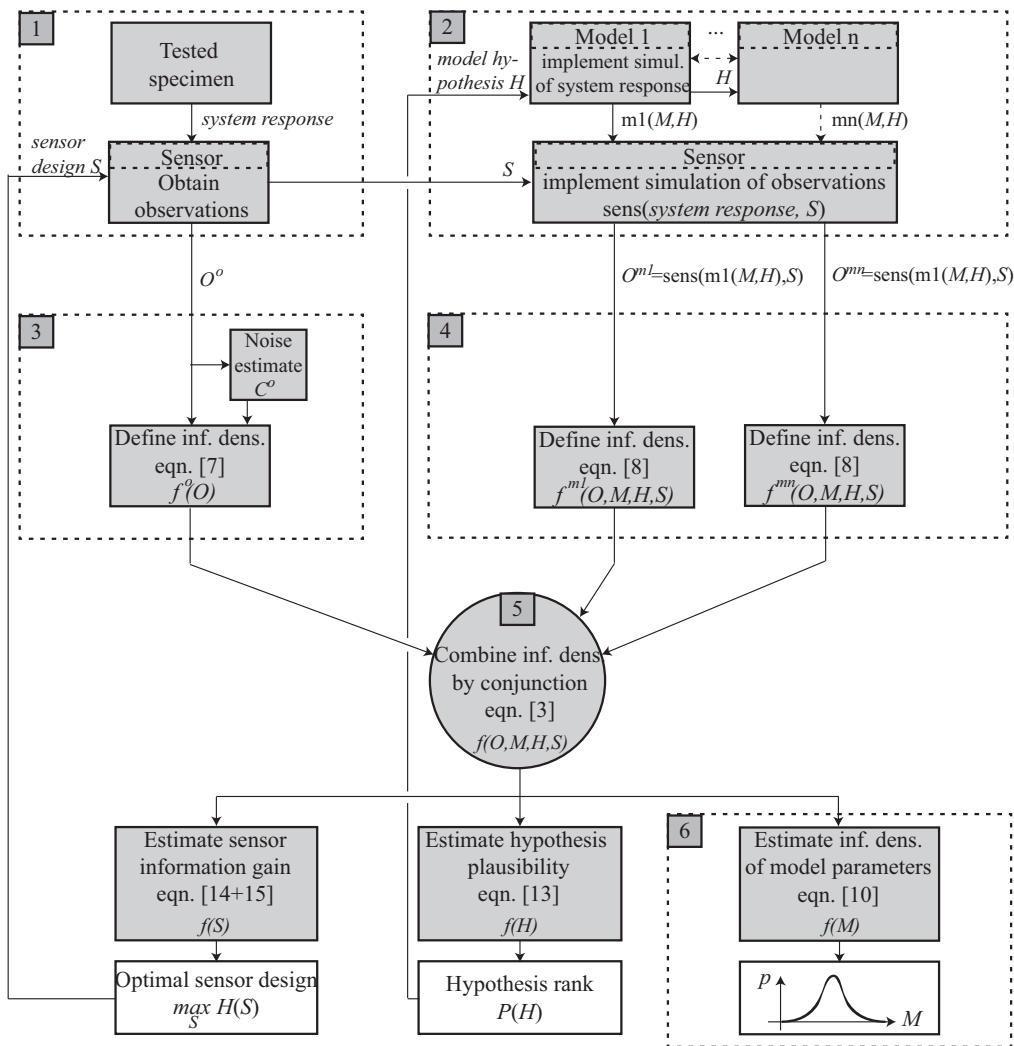 1
Tested
specimen
system response
sensor
design S
Sensor
Obtain
observations
2
Model 1
...
Model n
model hy-
pothesis H
implement simul.
of system response
H
m1(M,H)
mn(M,H)
S
Sensor
implement simulation of observations
sens(system response, S)
O^o
O^m1=sens(m1(M,H),S)
O^mn=sens(m1(M,H),S)
3
Noise
estimate
C^o
Define inf. dens.
eqn. [7]
f^o(O)
4
Define inf. dens.
eqn. [8]
f^m1(O,M,H,S)
Define inf. dens.
eqn. [8]
f^mn(O,M,H,S)
5
Combine inf. dens.
by conjunction
eqn. [3]
f(O,M,H,S)
Estimate sensor
information gain
eqn. [14+15]
f(S)
Optimal sensor design
max H(S)
S
Estimate hypothesis
plausibility
eqn. [13]
f(H)
Hypothesis rank
P(H)
6
Estimate inf. dens.
of model parameters
eqn. [10]
f(M)
p
M